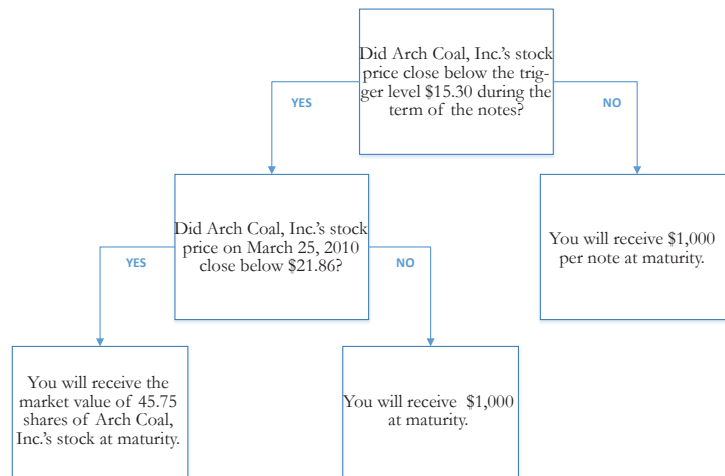 Did Arch Coal, Inc.'s stock
price close below the trig-
ger level $15.30 during the
term of the notes?
YES
NO
Did Arch Coal, Inc.'s stock
price on March 25, 2010
close below $21.86?
You will receive $1,000
per note at maturity.
YES
NO
You will receive the
market value of 45.75
shares of Arch Coal,
Inc.'s stock at maturity.
You will receive $1,000
at maturity.